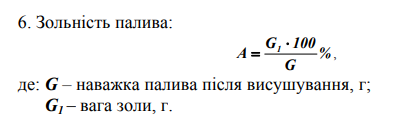 6. Зольність палива:
A = G₁ · 100 / G %,
де: G – наважка палива після висушування, г;
G₁ – вага золи, г.